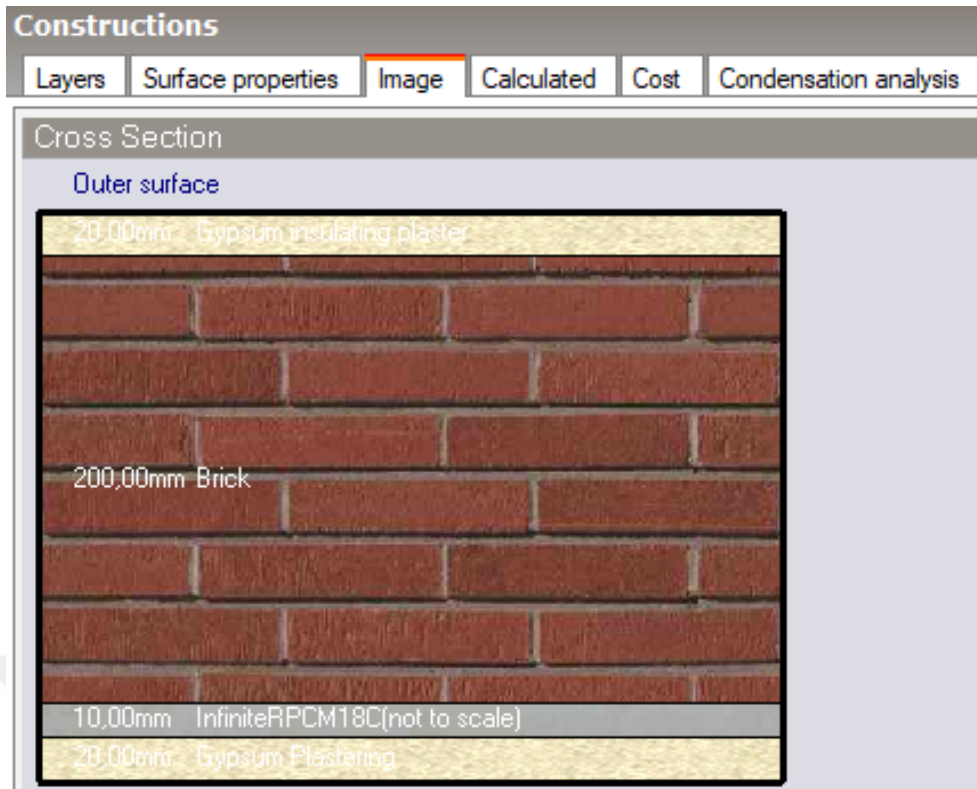 Constructions
Layers Surface properties Image Calculated Cost Condensation analysis
Cross Section
Outer surface
20,00mm Gypsum insulating plaster
200,00mm Brick
10,00mm InfiniteRPCM18C(not to scale)
20,00mm Gypsum Plastering